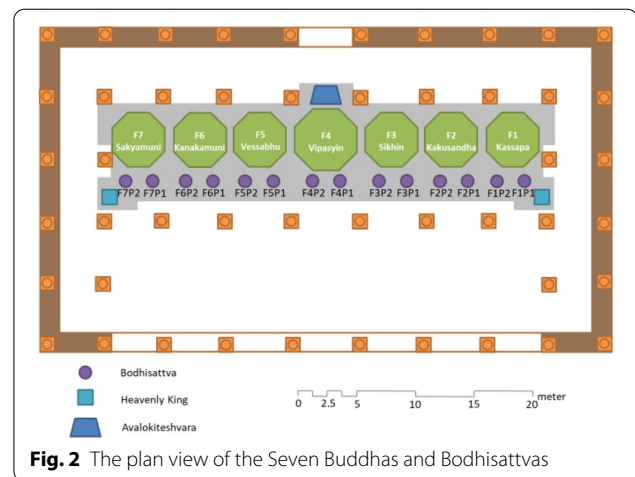 F7 F6 F5 F4 F3 F2 F1
Sakyamuni Kanakamuni Vessabhu Vipasyin Sikhin Kakusandha Kassapa
F7P2 F7P1 F6P2 F6P1 F5P2 F5P1 F4P2 F4P1 F3P2 F3P1 F2P2 F2P1 F1P2 F1P1
Bodhisattva
Heavenly King
Avalokiteshvara
0 2.5 5 10 15 20 meter
Fig. 2 The plan view of the Seven Buddhas and Bodhisattvas